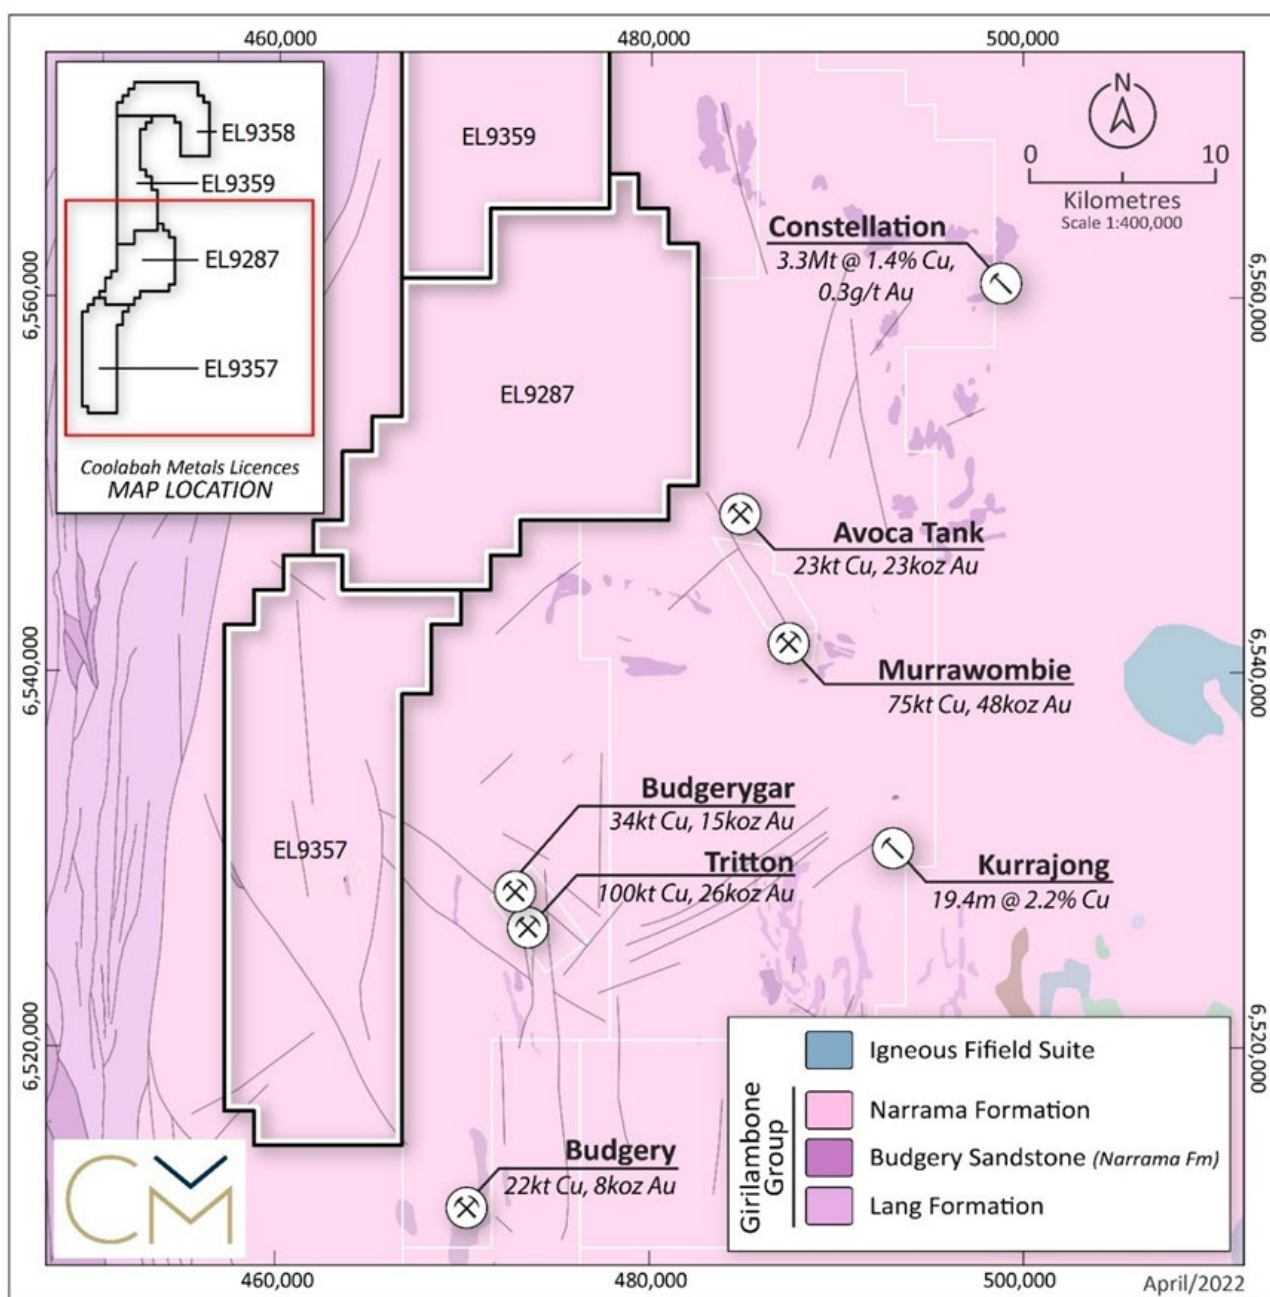 460,000
480,000
500,000
EL9358
EL9359
EL9287
EL9357
Coolabah Metals Licences
MAP LOCATION
EL9359
N
0 10
Kilometres
Scale 1:400,000
Constellation
3.3Mt @ 1.4% Cu,
0.3g/t Au
6,560,000
6,560,000
EL9287
Avoca Tank
23kt Cu, 23koz Au
Murrawombie
75kt Cu, 48koz Au
6,540,000
6,540,000
Budgerygar
34kt Cu, 15koz Au
EL9357
Tritton
100kt Cu, 26koz Au
Kurrajong
19.4m @ 2.2% Cu
6,520,000
6,520,000
Igneous Fifield Suite
Girilambone
Group
Narrama Formation
Budgery Sandstone (Narrama Fm)
Lang Formation
Budgery
22kt Cu, 8koz Au
CM
460,000
480,000
500,000
April/2022